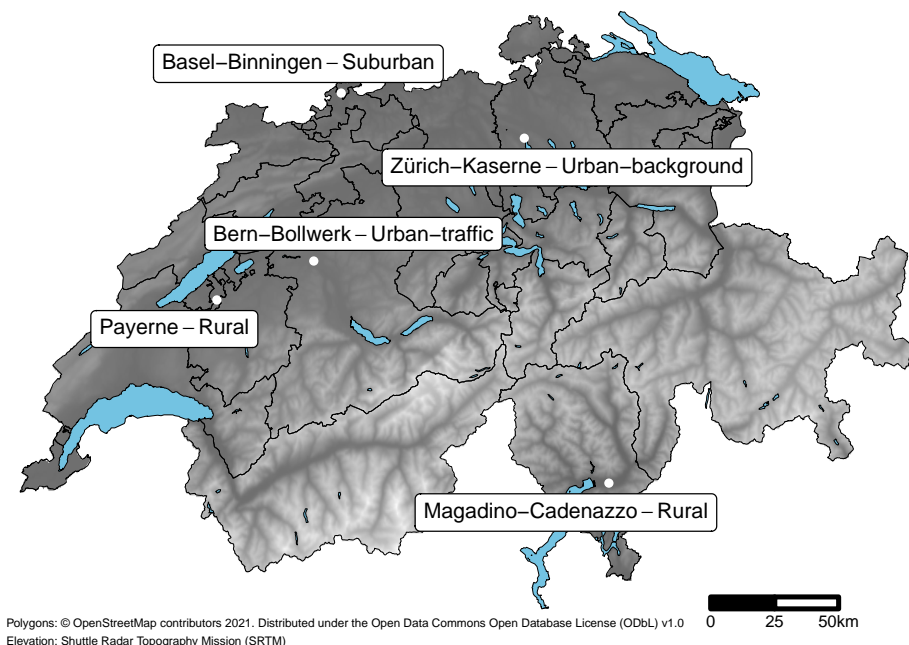 Basel–Binningen – Suburban
Zürich–Kaserne – Urban–background
Bern–Bollwerk – Urban–traffic
Payerne – Rural
Magadino–Cadenazzo – Rural
Polygons: © OpenStreetMap contributors 2021. Distributed under the Open Data Commons Open Database License (ODbL) v1.0
Elevation: Shuttle Radar Topography Mission (SRTM)
0 25 50km